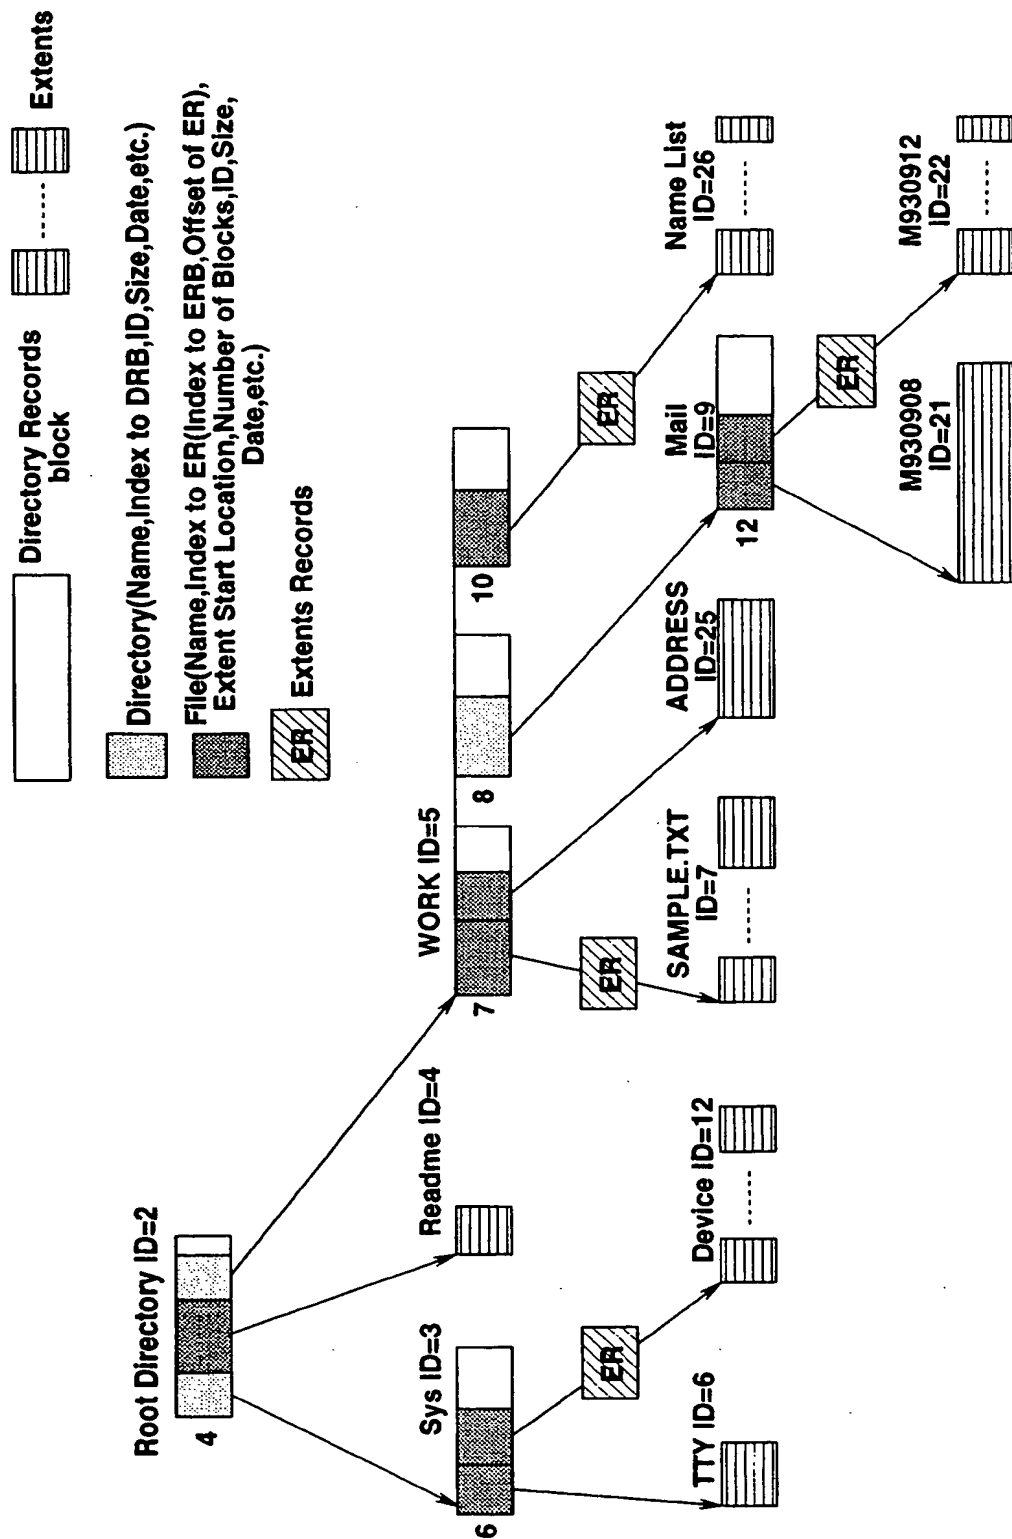 Directory Records
block
Extents
Directory(Name,Index to DRB,ID,Size,Date,etc.)
File(Name,Index to ER(Index to ERB,Offset of ER),
Extent Start Location,Number of Blocks,ID,Size,
Date,etc.)
ER
Extents Records
Root Directory ID=2
4
Sys ID=3
6
Readme ID=4
WORK ID=5
7
8
10
TTY ID=6
ER
Device ID=12
ER
SAMPLE.TXT
ID=7
ADDRESS
ID=25
Mail
ID=9
12
ER
Name List
ID=26
M930908
ID=21
ER
M930912
ID=22